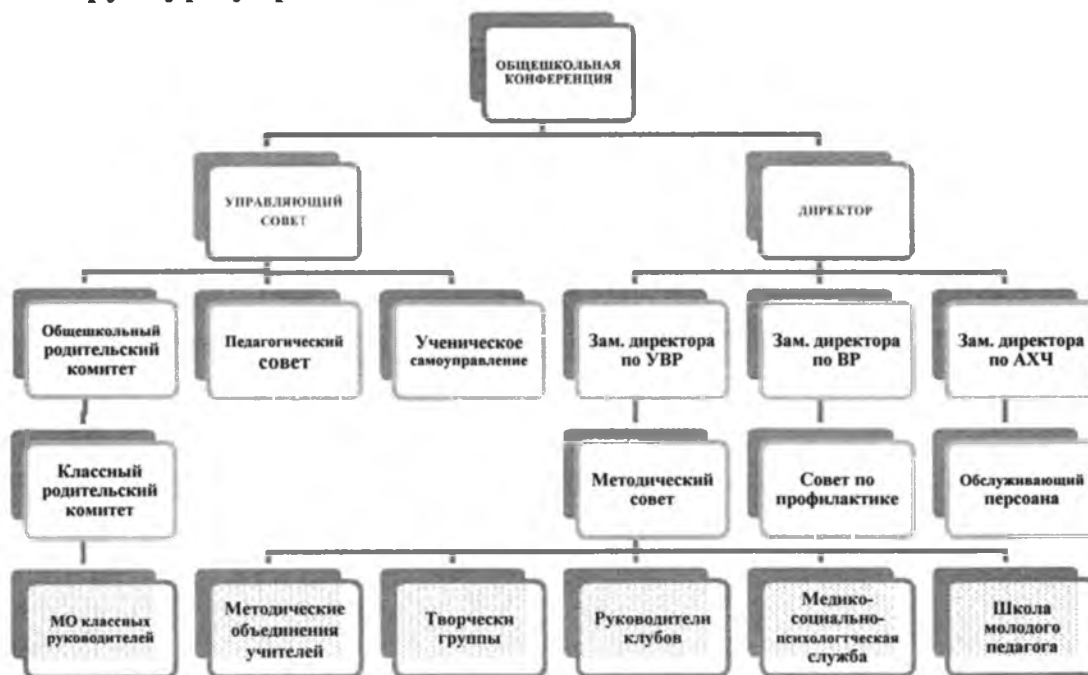 ОБЩЕШКОЛЬНАЯ
КОНФЕРЕНЦИЯ
УПРАВЛЯЮЩИЙ
СОВЕТ
ДИРЕКТОР
Общешкольный
родительский
комитет
Педагогический
совет
Ученическое
самоуправление
Зам. директора
по УВР
Зам. директора
по ВР
Зам. директора
по АХЧ
Классный
родительский
комитет
Методический
совет
Совет по
профилактике
Обслуживающий
персоана
МО классных
руководителей
Методические
объединения
учителей
Творчески
группы
Руководители
клубов
Медико-
социально-
психологтческая
служба
Школа
молодого
педагога